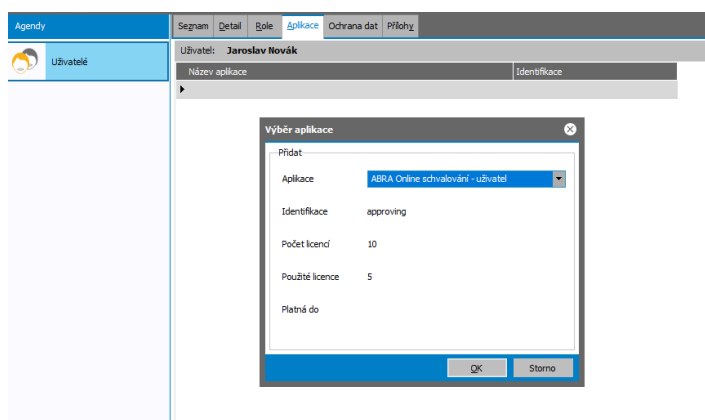 Agendy
Uživatelé
Seznam Detail Role Aplikace Ochrana dat Přílohy
Uživatel: Jaroslav Novák
Název aplikace Identifikace
Výběr aplikace
Přidat
Aplikace ABRA Online schvalování - uživatel
Identifikace approving
Počet licencí 10
Použité licence 5
Platná do
OK Storno